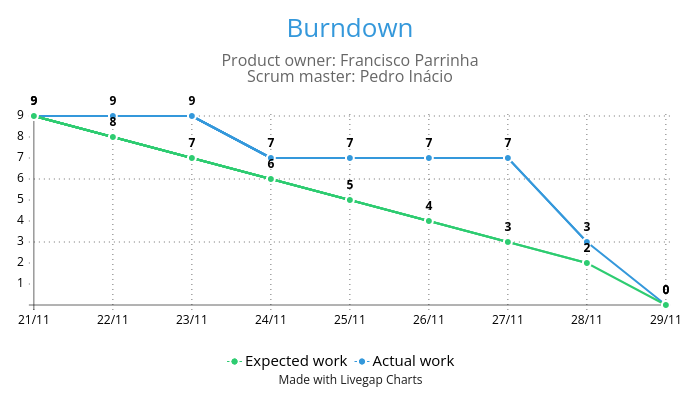 Burndown
Product owner: Francisco Parrinha
Scrum master: Pedro Inácio
9 9 9
8
7 7 7 7 7
6
5
4
3 3
2
0
9
8
7
6
5
4
3
2
1
21/11 22/11 23/11 24/11 25/11 26/11 27/11 28/11 29/11
Expected work Actual work
Made with Livegap Charts